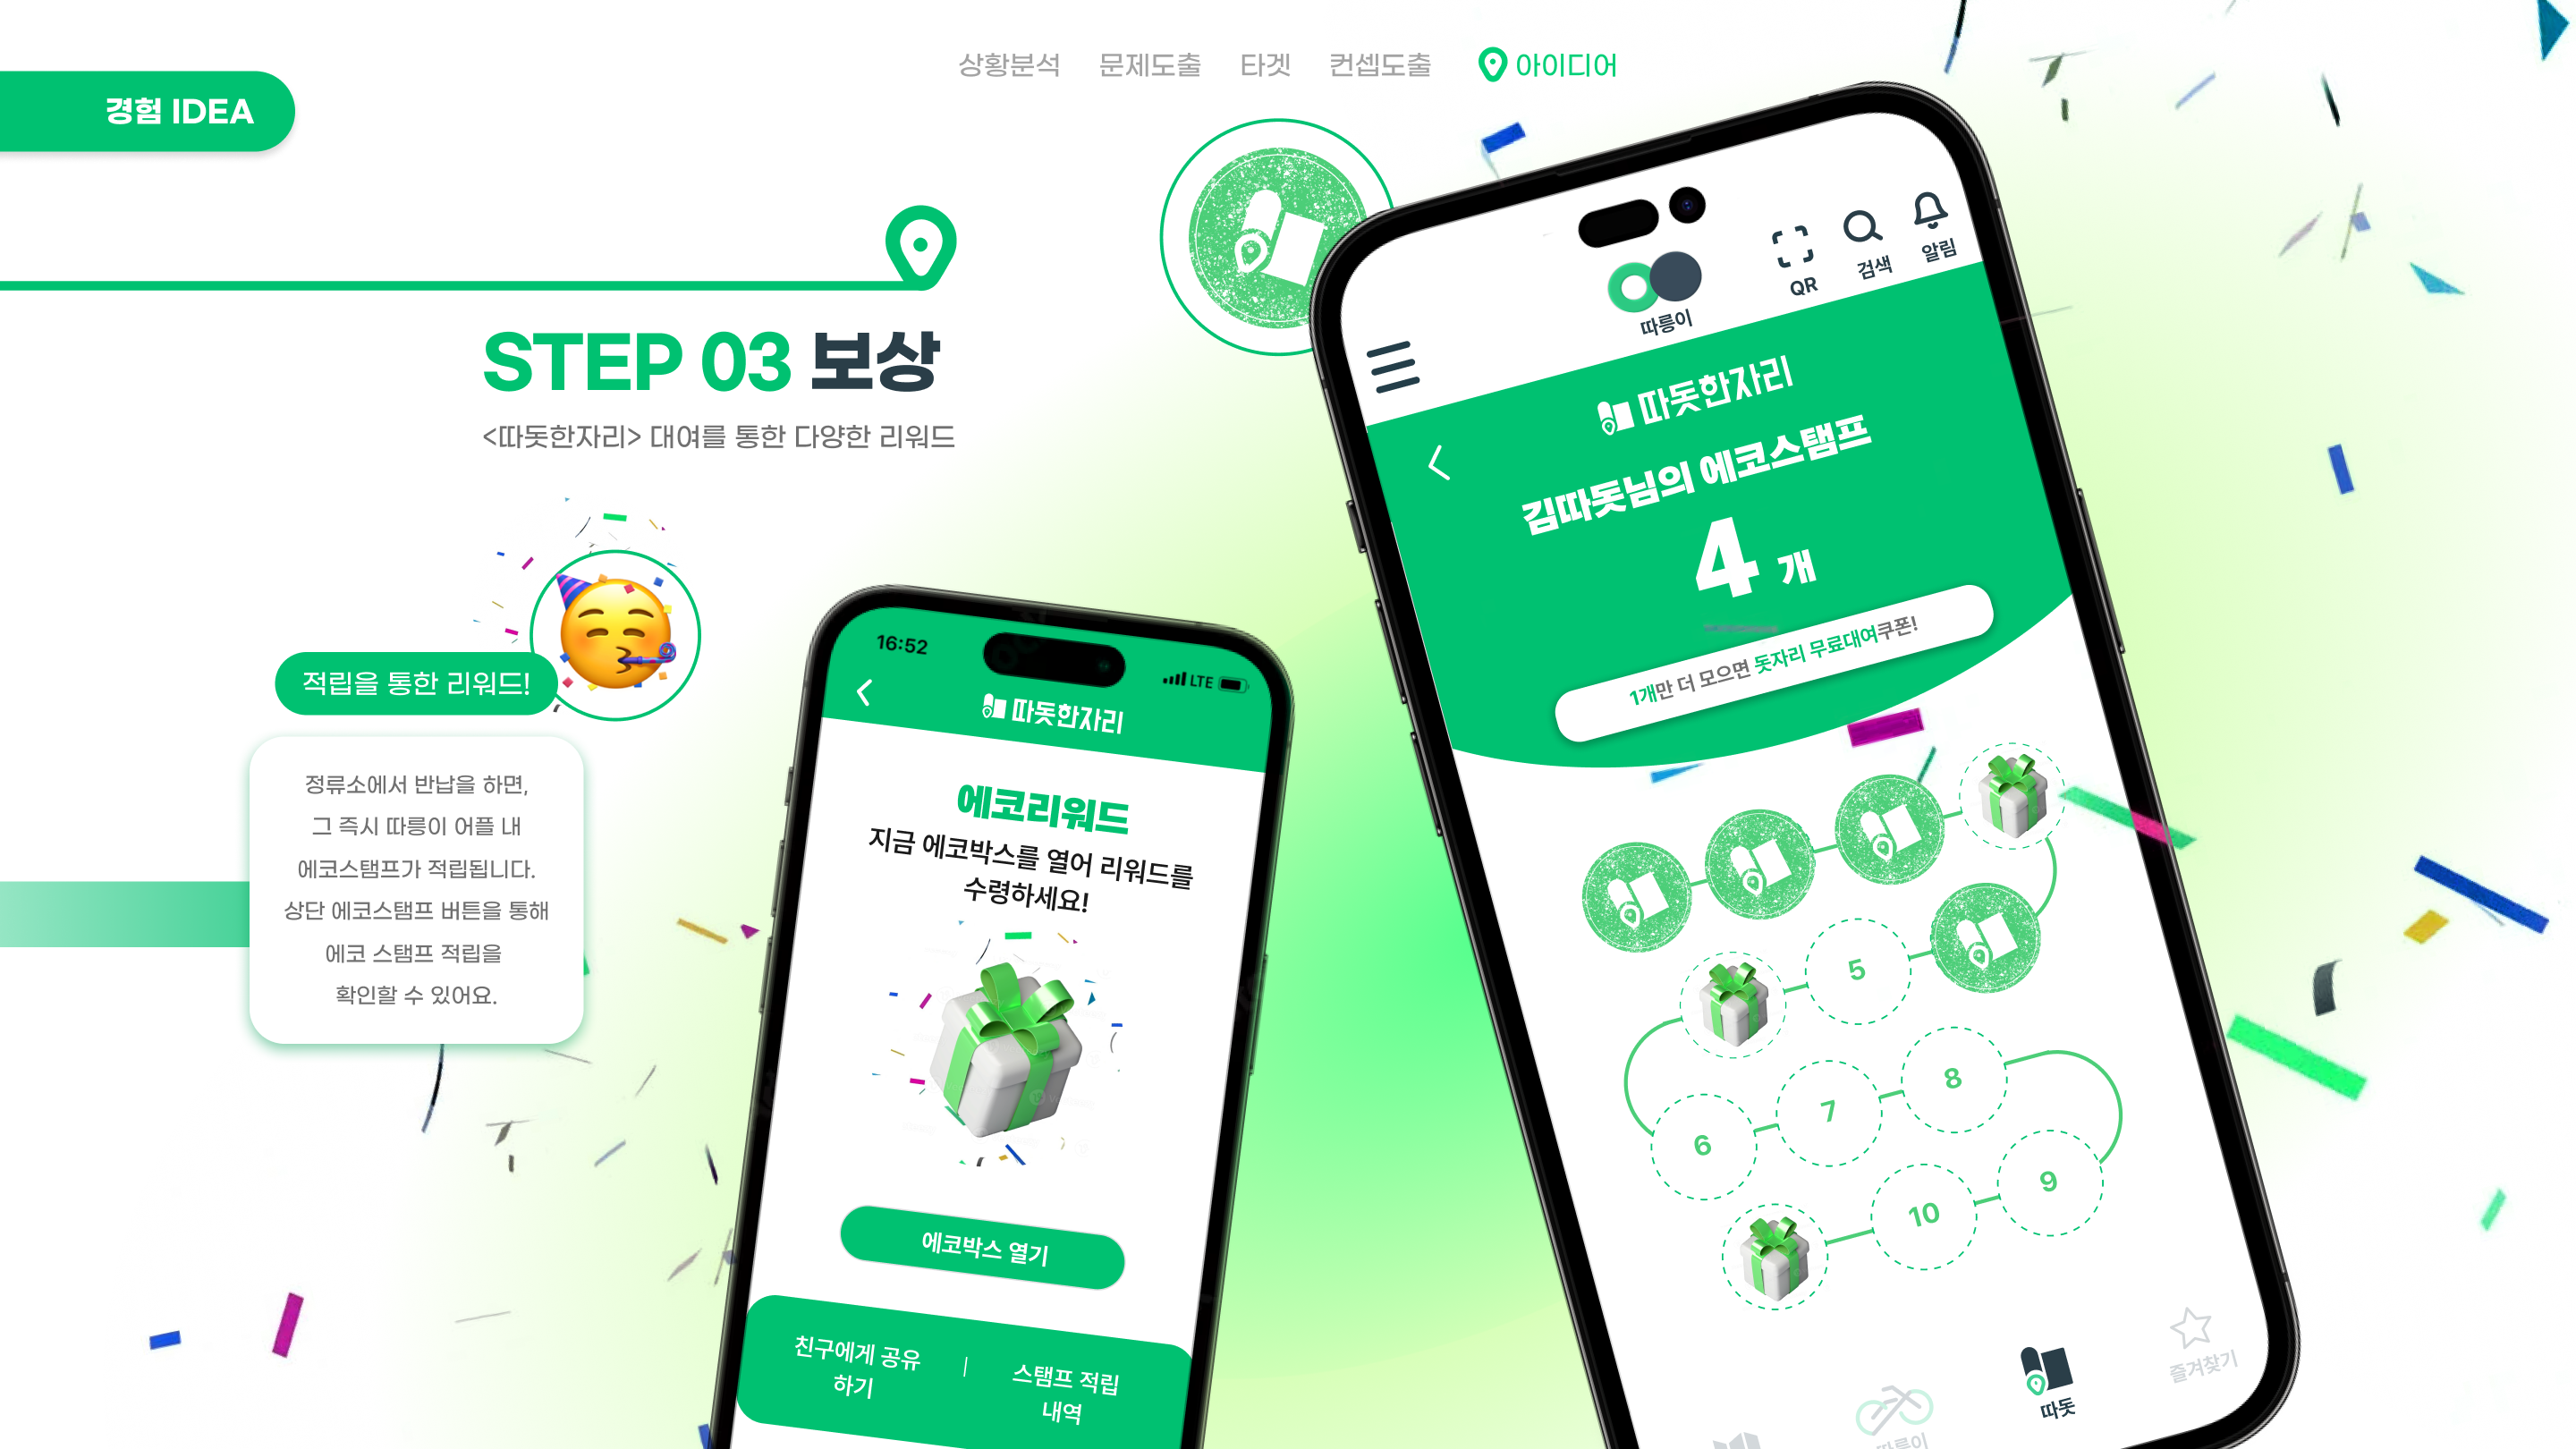 상황분석 문제도출 타겟 컨셉도출 아이디어
경험 IDEA
STEP 03 보상
<따돗한자리> 대여를 통한 다양한 리워드
적립을 통한 리워드!
정류소에서 반납을 하면,
그 즉시 따릉이 어플 내
에코스탬프가 적립됩니다.
상단 에코스탬프 버튼을 통해
에코 스탬프 적립을
확인할 수 있어요.
16:52
LTE
따돗한자리
에코리워드
지금 에코박스를 열어 리워드를
수령하세요!
에코박스 열기
친구에게 공유
하기
스탬프 적립
내역
따릉이
QR
검색
알림
따돗한자리
김따돗님의 에코스탬프
4 개
1개만 더 모으면 돗자리 무료대여쿠폰!
5
6
7
8
9
10
따릉이
따돗
즐겨찾기